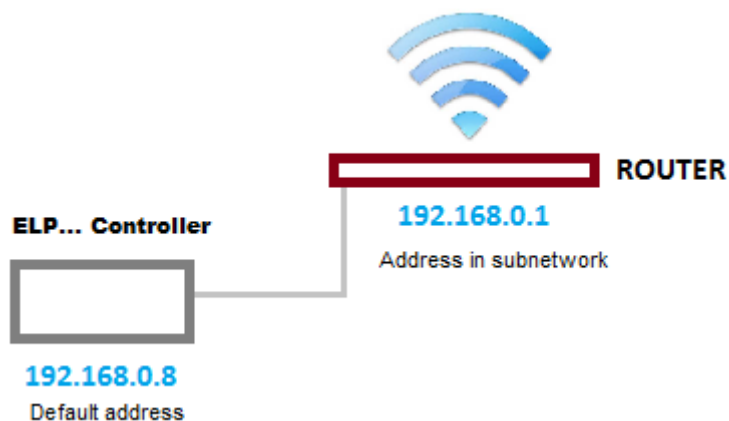 ROUTER
192.168.0.1
Address in subnetwork
ELP... Controller
192.168.0.8
Default address